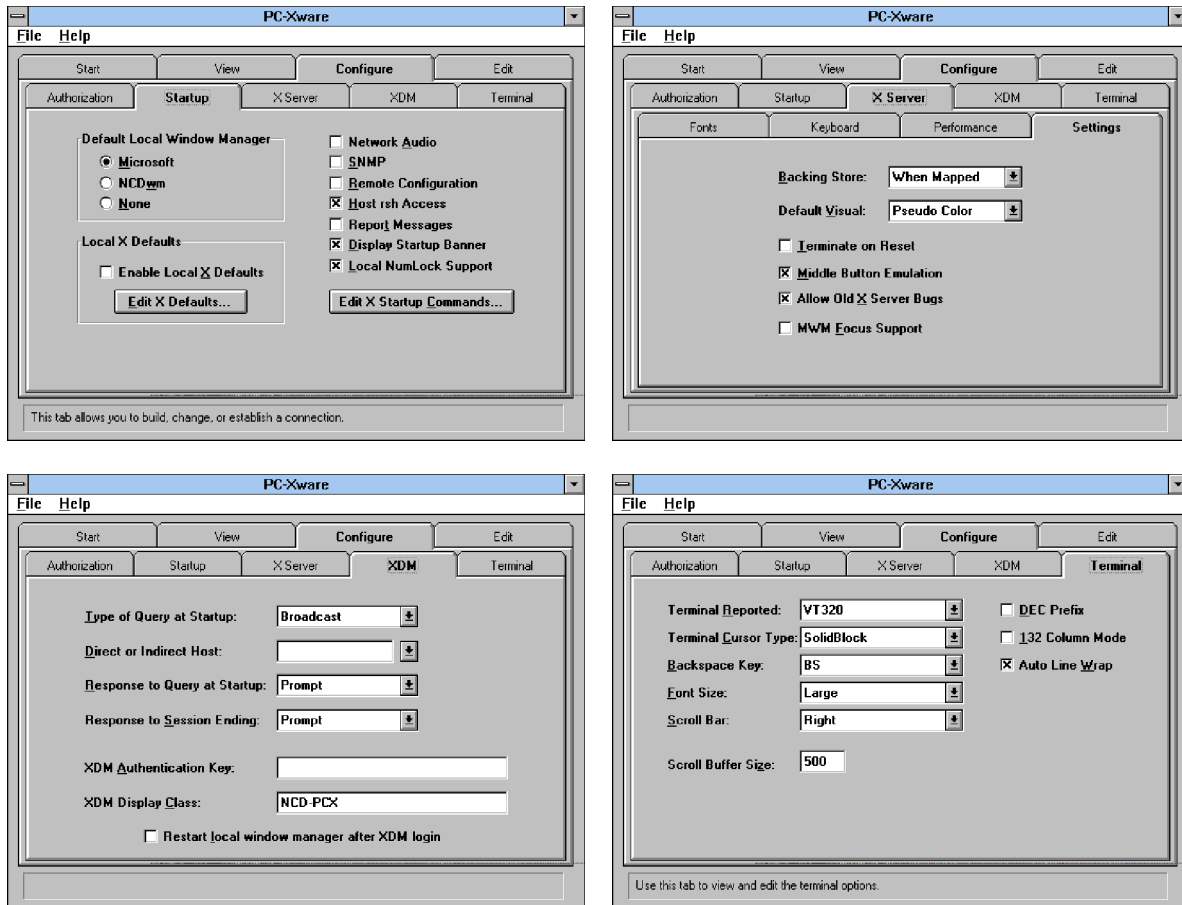 PC-Xware
File Help
Start View Configure Edit
Authorization Startup X Server XDM Terminal
Default Local Window Manager
Microsoft
NCDwm
None
Local X Defaults
Enable Local X Defaults
Edit X Defaults...
Network Audio
SNMP
Remote Configuration
Host rsh Access
Report Messages
Display Startup Banner
Local NumLock Support
Edit X Startup Commands...
This tab allows you to build, change, or establish a connection.
PC-Xware
File Help
Start View Configure Edit
Authorization Startup X Server XDM Terminal
Fonts Keyboard Performance Settings
Backing Store: When Mapped
Default Visual: Pseudo Color
Terminate on Reset
Middle Button Emulation
Allow Old X Server Bugs
MWM Focus Support
PC-Xware
File Help
Start View Configure Edit
Authorization Startup X Server XDM Terminal
Type of Query at Startup: Broadcast
Direct or Indirect Host:
Response to Query at Startup: Prompt
Response to Session Ending: Prompt
XDM Authentication Key:
XDM Display Class: NCD-PCX
Restart local window manager after XDM login
PC-Xware
File Help
Start View Configure Edit
Authorization Startup X Server XDM Terminal
Terminal Reported: VT320
Terminal Cursor Type: SolidBlock
Backspace Key: BS
Font Size: Large
Scroll Bar: Right
Scroll Buffer Size: 500
DEC Prefix
132 Column Mode
Auto Line Wrap
Use this tab to view and edit the terminal options.